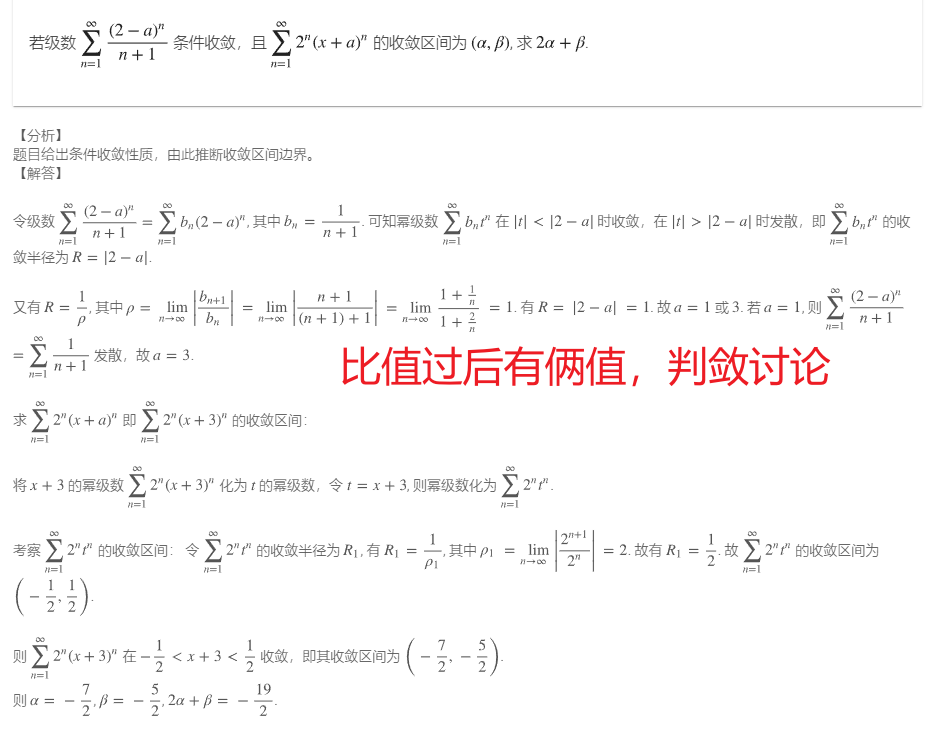 若级数 $\sum_{n=1}^{\infty} \frac{(2-a)^n}{n+1}$ 条件收敛，且 $\sum_{n=1}^{\infty} 2^n(x+a)^n$ 的收敛区间为 $(\alpha, \beta)$, 求 $2\alpha+\beta$.
【分析】
题目给出条件收敛性质，由此推断收敛区间边界。
【解答】
令级数 $\sum_{n=1}^{\infty} \frac{(2-a)^n}{n+1} = \sum_{n=1}^{\infty} b_n(2-a)^n$, 其中 $b_n = \frac{1}{n+1}$. 可知幂级数 $\sum_{n=1}^{\infty} b_n t^n$ 在 $|t| < |2-a|$ 时收敛，在 $|t| > |2-a|$ 时发散，即 $\sum_{n=1}^{\infty} b_n t^n$ 的收
敛半径为 $R = |2-a|$.
又有 $R = \frac{1}{\rho}$, 其中 $\rho = \lim_{n\to\infty} \left|\frac{b_{n+1}}{b_n}\right| = \lim_{n\to\infty} \left|\frac{n+1}{(n+1)+1}\right| = \lim_{n\to\infty} \frac{1+\frac{1}{n}}{1+\frac{2}{n}} = 1$. 有 $R = |2-a| = 1$. 故 $a = 1$ 或 $3$. 若 $a = 1$, 则 $\sum_{n=1}^{\infty} \frac{(2-a)^n}{n+1}$
$= \sum_{n=1}^{\infty} \frac{1}{n+1}$ 发散，故 $a = 3$.
比值过后有俩值，判敛讨论
求 $\sum_{n=1}^{\infty} 2^n(x+a)^n$ 即 $\sum_{n=1}^{\infty} 2^n(x+3)^n$ 的收敛区间：
将 $x+3$ 的幂级数 $\sum_{n=1}^{\infty} 2^n(x+3)^n$ 化为 $t$ 的幂级数，令 $t = x+3$, 则幂级数化为 $\sum_{n=1}^{\infty} 2^n t^n$.
考察 $\sum_{n=1}^{\infty} 2^n t^n$ 的收敛区间： 令 $\sum_{n=1}^{\infty} 2^n t^n$ 的收敛半径为 $R_1$, 有 $R_1 = \frac{1}{\rho_1}$, 其中 $\rho_1 = \lim_{n\to\infty} \left|\frac{2^{n+1}}{2^n}\right| = 2$. 故有 $R_1 = \frac{1}{2}$. 故 $\sum_{n=1}^{\infty} 2^n t^n$ 的收敛区间为
$\left(-\frac{1}{2}, \frac{1}{2}\right)$.
则 $\sum_{n=1}^{\infty} 2^n(x+3)^n$ 在 $-\frac{1}{2} < x+3 < \frac{1}{2}$ 收敛，即其收敛区间为 $\left(-\frac{7}{2}, -\frac{5}{2}\right)$.
则 $\alpha = -\frac{7}{2}, \beta = -\frac{5}{2}, 2\alpha+\beta = -\frac{19}{2}$.